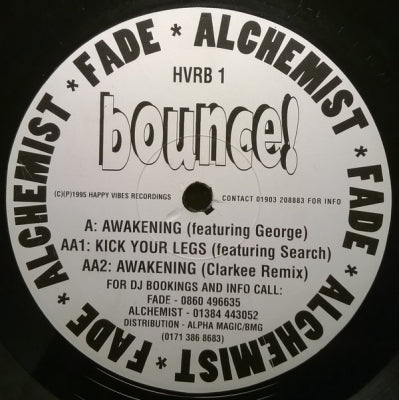 ALCHEMIST * FADE * ALCHEMIST * FADE * ALCHEMIST * FADE *
HVRB 1
bounce!
(C)(P)1995 HAPPY VIBES RECORDINGS
CONTACT 01903 208883 FOR INFO
A: AWAKENING (featuring George)
AA1: KICK YOUR LEGS (featuring Search)
AA2: AWAKENING (Clarkee Remix)
FOR DJ BOOKINGS AND INFO CALL:
FADE - 0860 496635
ALCHEMIST - 01384 443052
DISTRIBUTION - ALPHA MAGIC/BMG
(0171 386 8683)